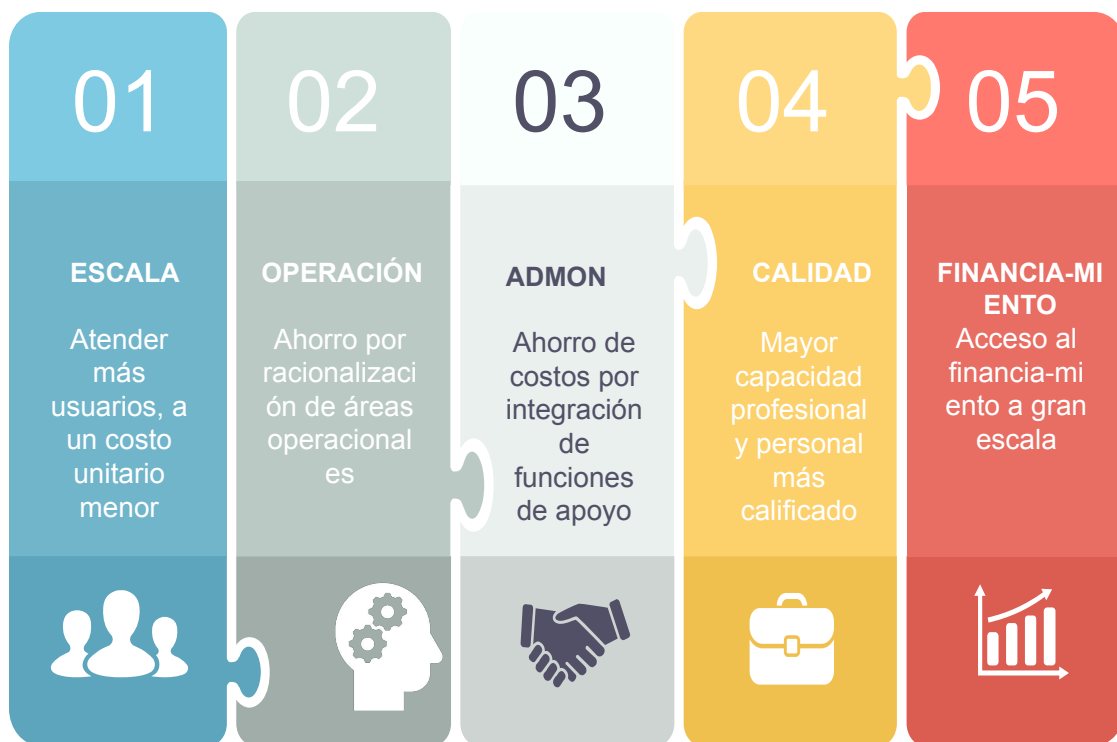 01
ESCALA
Atender
más
usuarios, a
un costo
unitario
menor
02
OPERACIÓN
Ahorro por
racionalizaci
ón de áreas
operacional
es
03
ADMON
Ahorro de
costos por
integración
de
funciones
de apoyo
04
CALIDAD
Mayor
capacidad
profesional
y personal
más
calificado
05
FINANCIA-MI
ENTO
Acceso al
financia-mi
ento a gran
escala